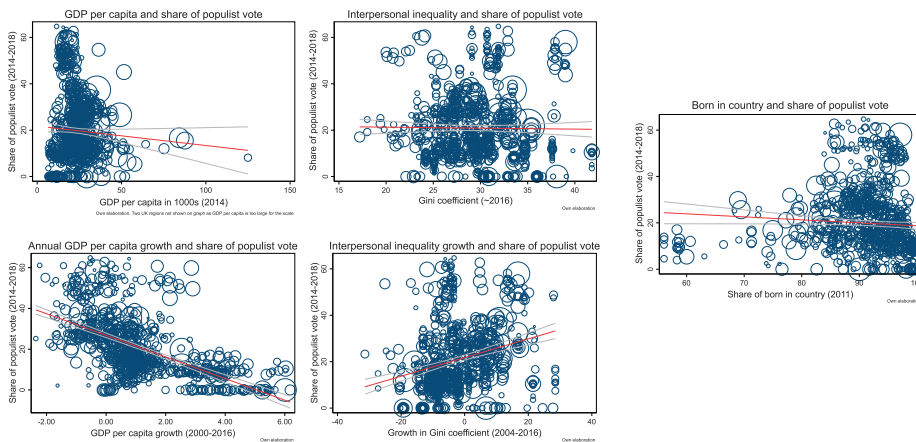 GDP per capita and share of populist vote
Share of populist vote (2014-2018)
60
40
20
0
0
50
100
150
GDP per capita in 1000s (2014)
Own elaboration. Two UK regions not shown on graph as GDP per capita is too large for the scale.
Interpersonal inequality and share of populist vote
Share of populist vote (2014-2018)
60
40
20
0
15
20
25
30
35
40
Gini coefficient (~2016)
Own elaboration
Born in country and share of populist vote
Share of populist vote (2014-2018)
60
40
20
0
60
70
80
90
Share of born in country (2011)
Own elaboration
Annual GDP per capita growth and share of populist vote
Share of populist vote (2014-2018)
60
40
20
0
0.00
2.00
4.00
6.00
GDP per capita growth (2000-2016)
Own elaboration
Interpersonal inequality growth and share of populist vote
Share of populist vote (2014-2018)
60
40
20
0
-40
-20
0
20
40
Growth in Gini coefficient (2004-2016)
Own elaboration